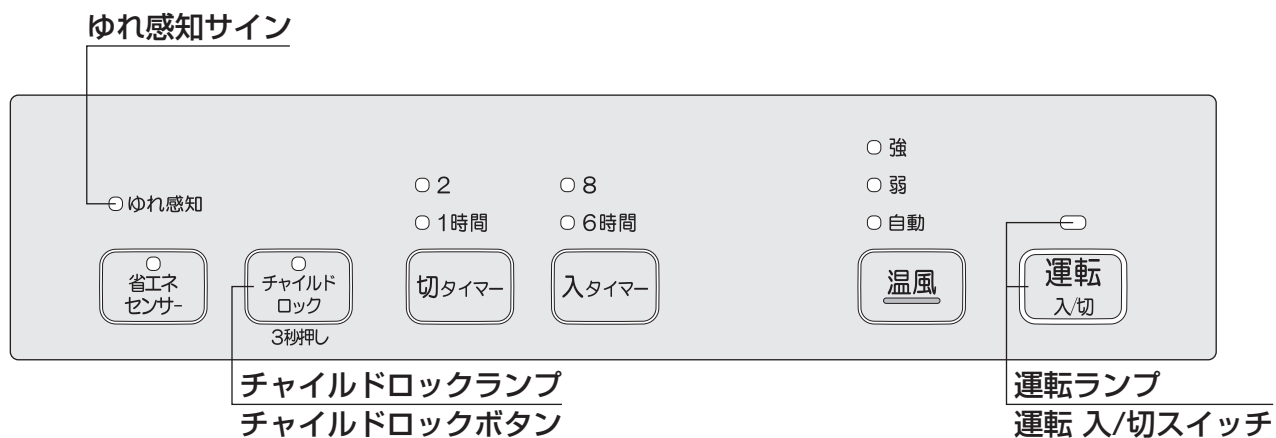 ゆれ感知サイン
強
2
8
弱
ゆれ感知
1時間
6時間
自動
省エネ
センサー
チャイルド
ロック
切タイマー
入タイマー
温風
運転
入/切
3秒押し
チャイルドロックランプ
チャイルドロックボタン
運転ランプ
運転 入/切スイッチ